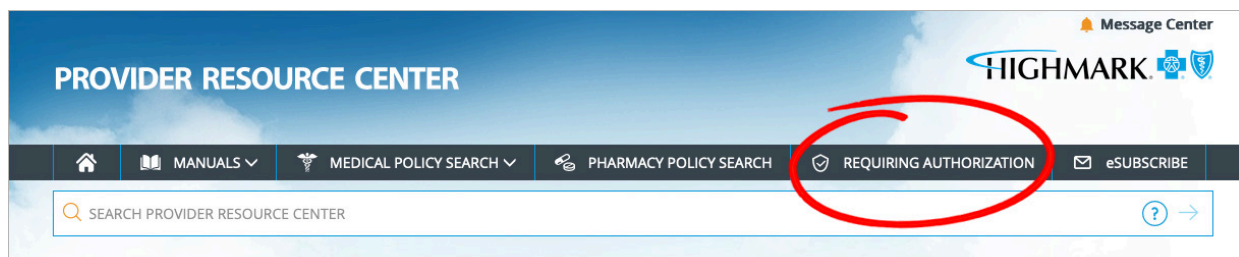 Message Center
PROVIDER RESOURCE CENTER
HIGHMARK.
MANUALS
MEDICAL POLICY SEARCH
PHARMACY POLICY SEARCH
REQUIRING AUTHORIZATION
eSUBSCRIBE
SEARCH PROVIDER RESOURCE CENTER
?